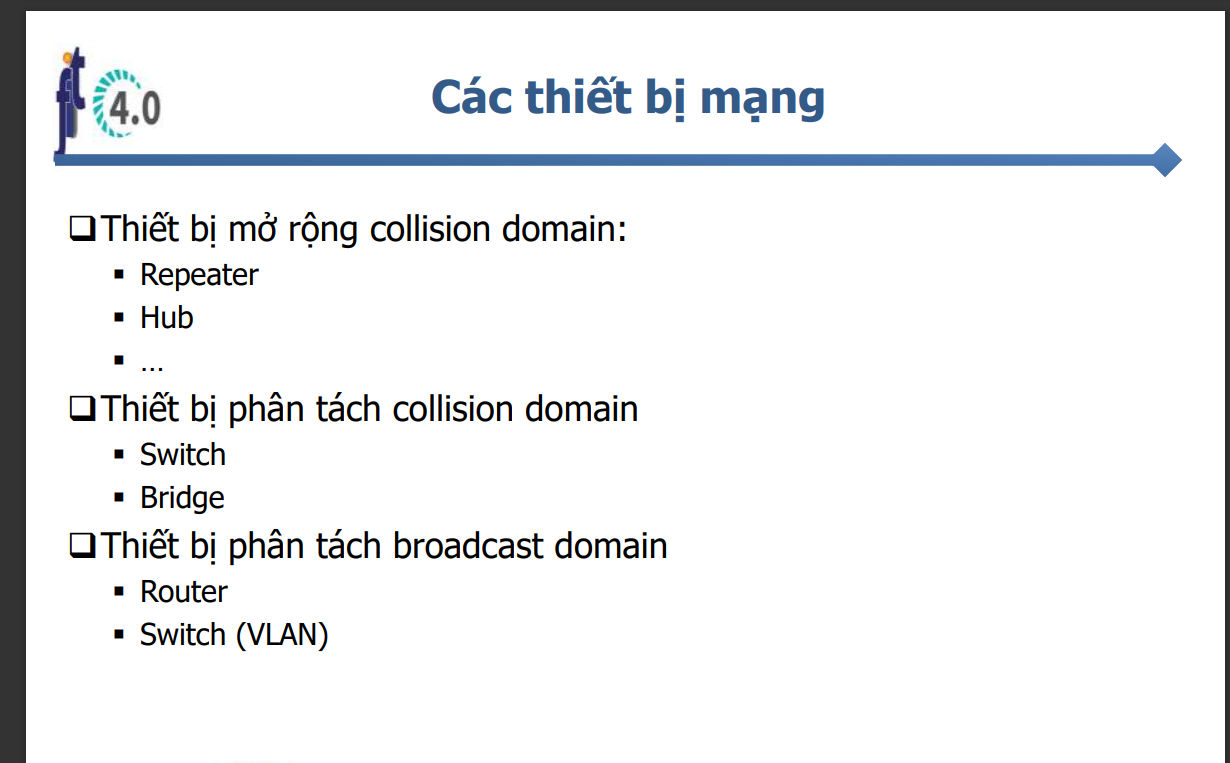 fit 4.0
Các thiết bị mạng
❑Thiết bị mở rộng collision domain:
▪ Repeater
▪ Hub
▪ ...
❑Thiết bị phân tách collision domain
▪ Switch
▪ Bridge
❑Thiết bị phân tách broadcast domain
▪ Router
▪ Switch (VLAN)